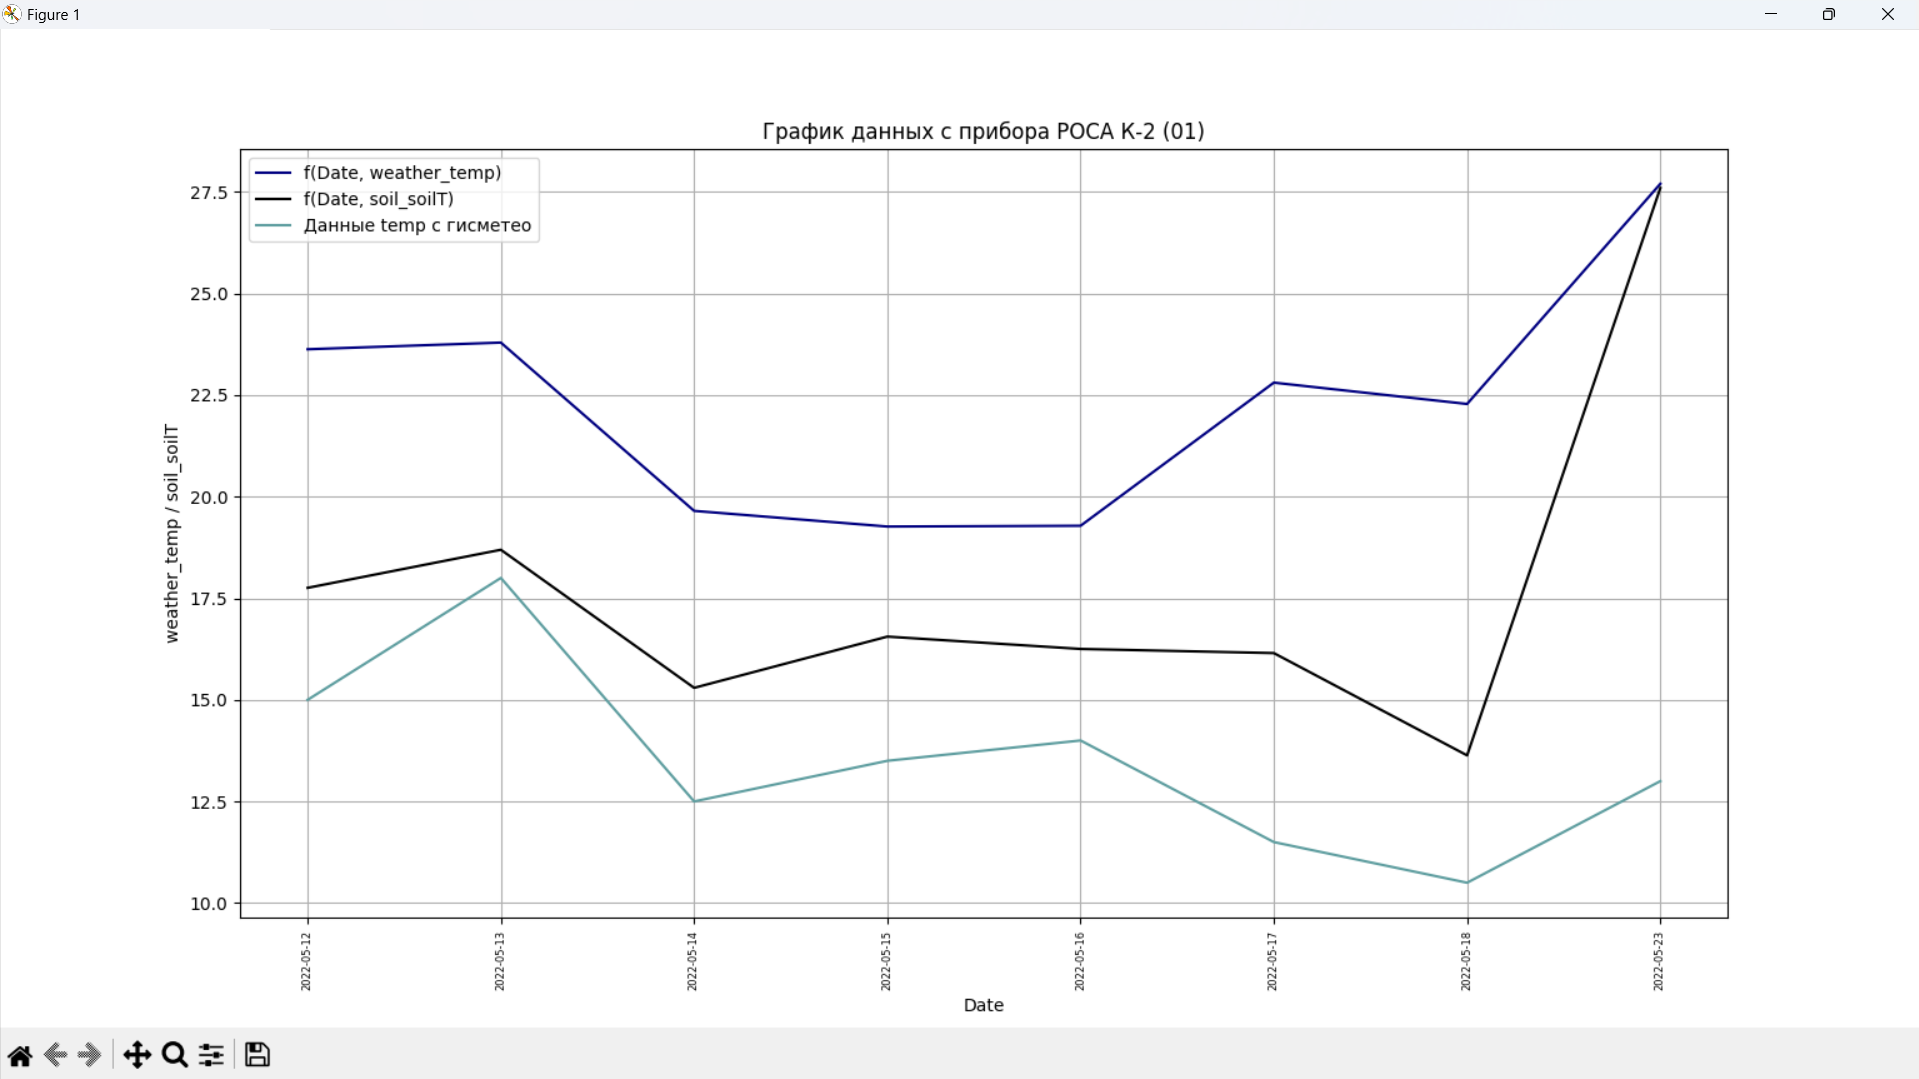 Figure 1
График данных с прибора РОСА К-2 (01)
f(Date, weather_temp)
f(Date, soil_soilT)
Данные temp с гисметео
weather_temp / soil_soilT
27.5
25.0
22.5
20.0
17.5
15.0
12.5
10.0
2022-05-12
2022-05-13
2022-05-14
2022-05-15
2022-05-16
2022-05-17
2022-05-18
2022-05-23
Date